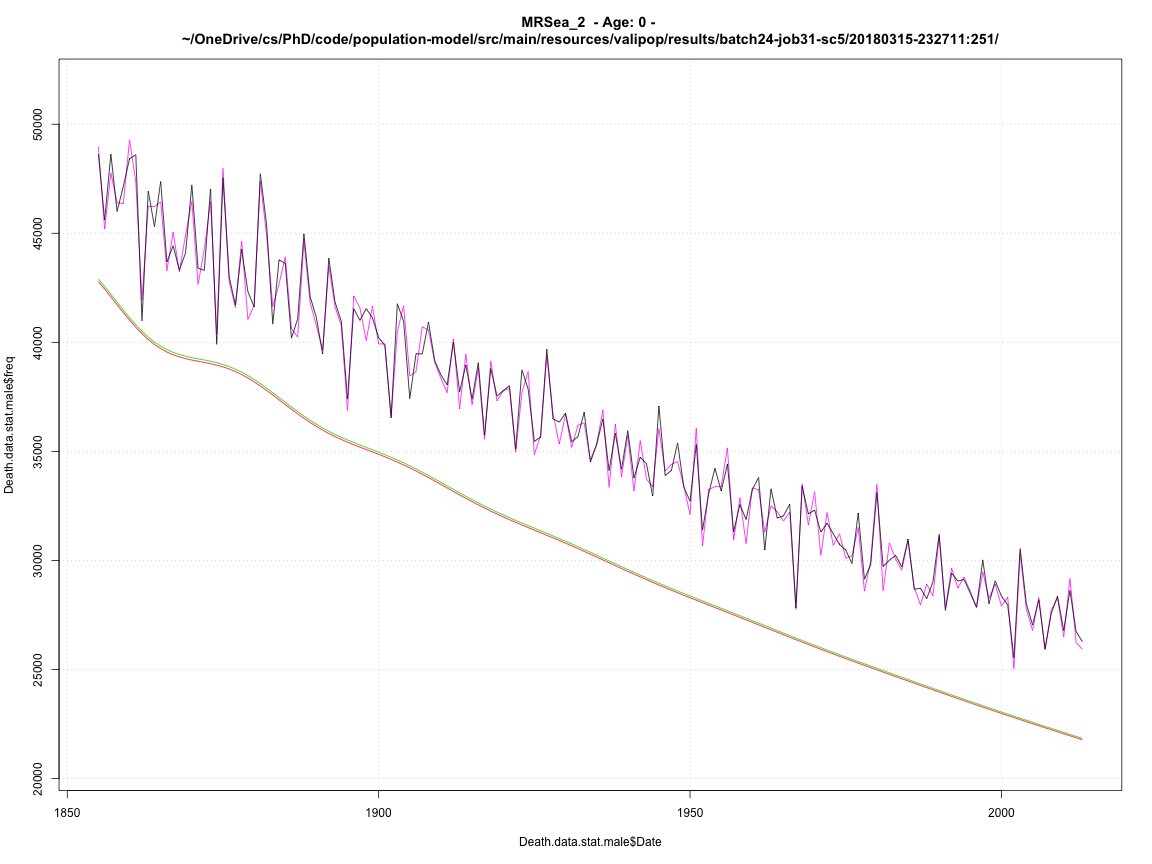 MRSea_2 - Age: 0 -
~/OneDrive/cs/PhD/code/population-model/src/main/resources/valipop/results/batch24-job31-sc5/20180315-232711:251/
Death.data.stat.male$freq
50000
45000
40000
35000
30000
25000
20000
1850
1900
1950
2000
Death.data.stat.male$Date